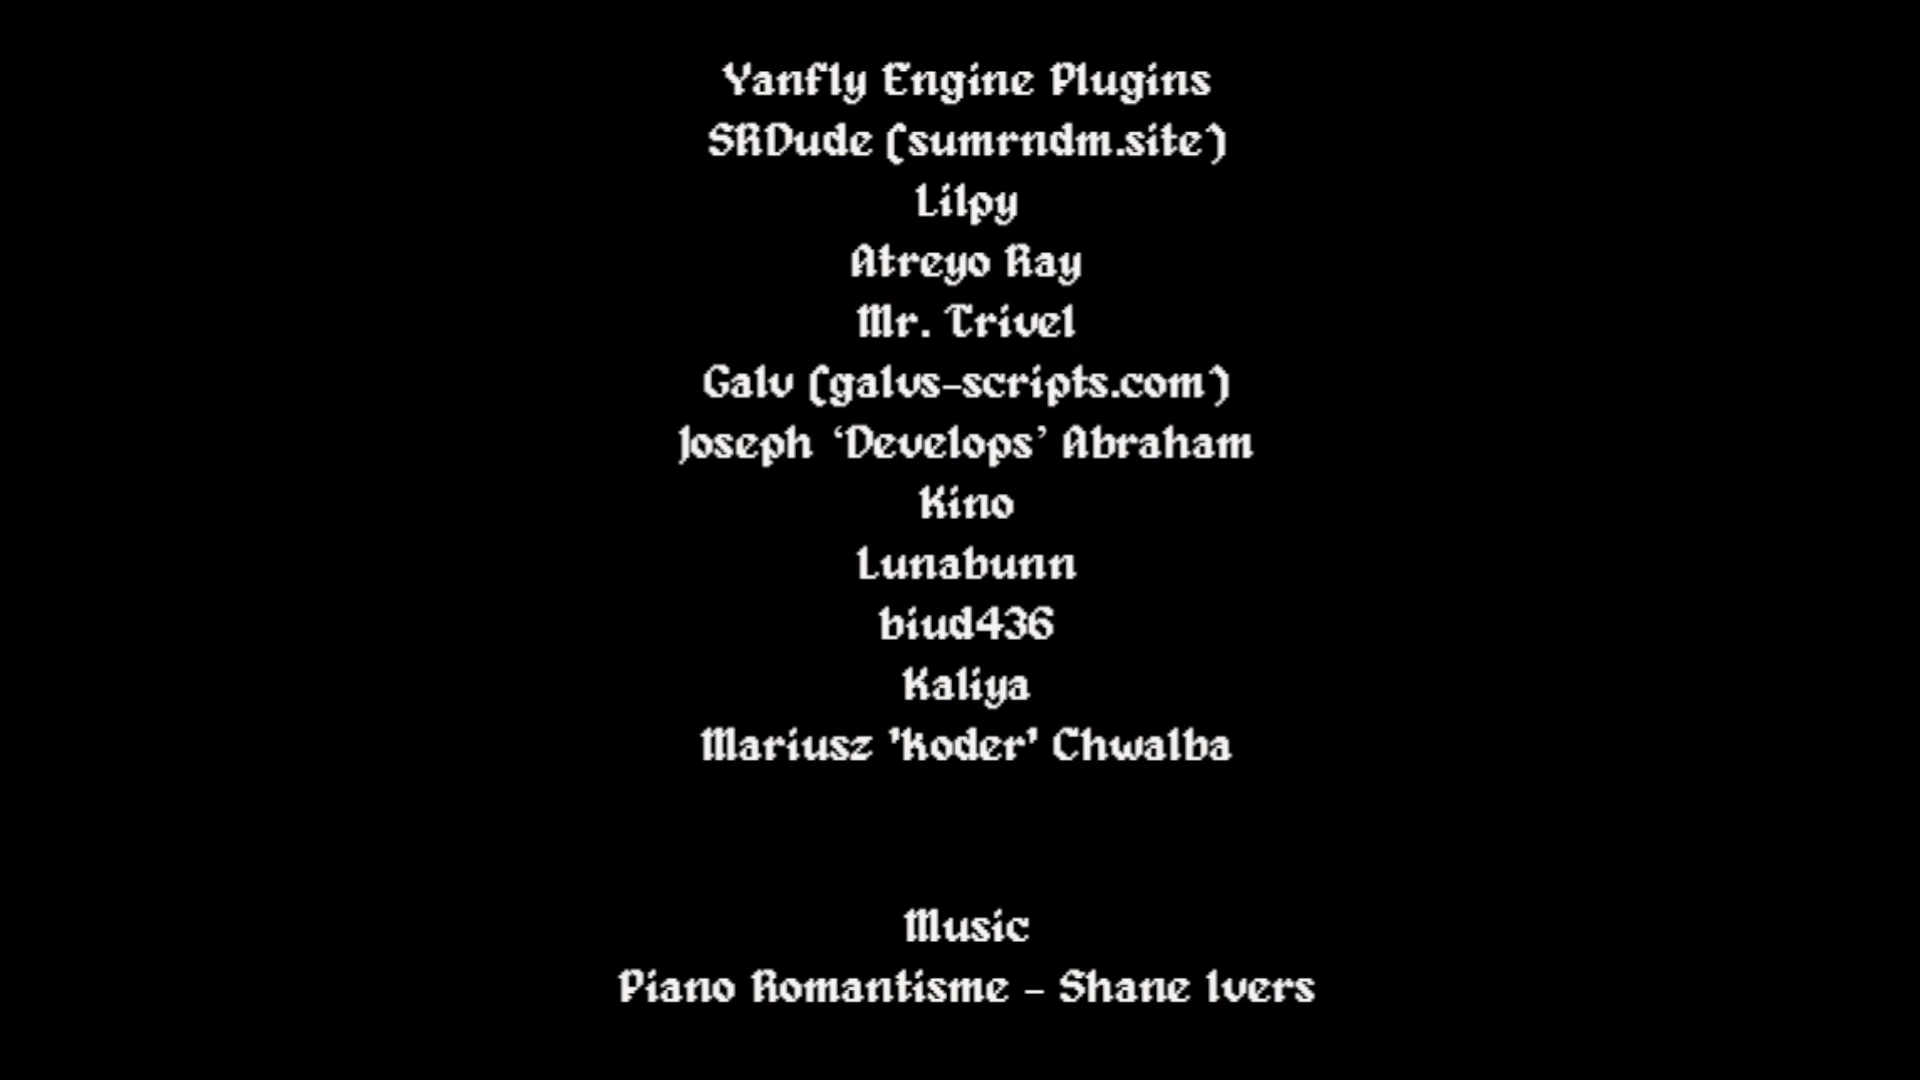 Yanfly Engine Plugins
SRDude (sumrndm.site)
Lilpy
Atreyo Ray
Mr. Trivel
Galv (galvs-scripts.com)
Joseph ‘Develops’ Abraham
Kino
Lunabunn
biud436
Kaliya
Mariusz 'Koder' Chwalba
Music
Piano Romantisme - Shane Ivers